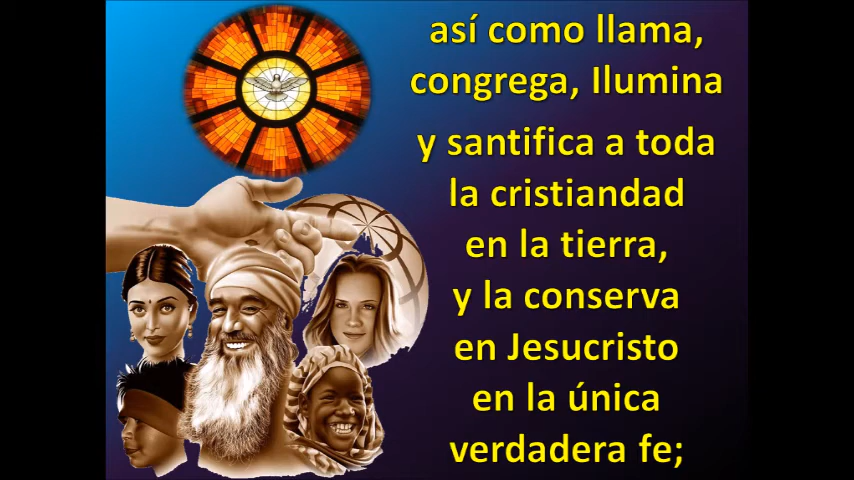 así como llama,
congrega, Ilumina
y santifica a toda
la cristiandad
en la tierra,
y la conserva
en Jesucristo
en la única
verdadera fe;